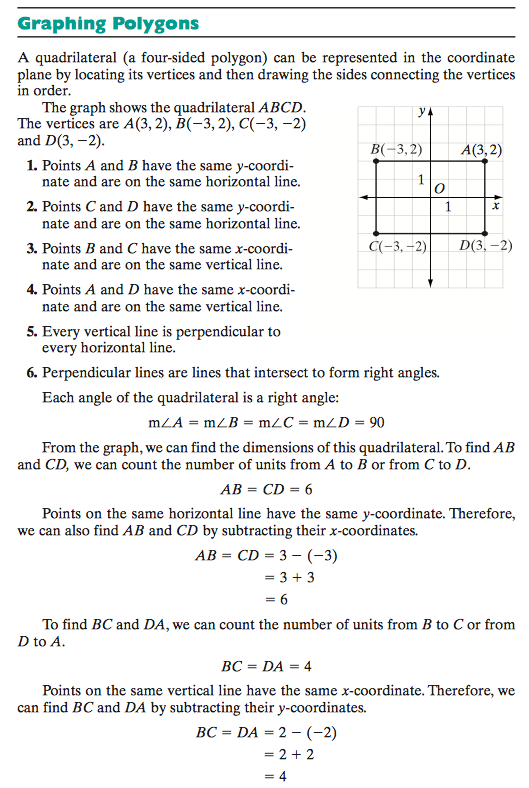 Graphing Polygons
A quadrilateral (a four-sided polygon) can be represented in the coordinate
plane by locating its vertices and then drawing the sides connecting the vertices
in order.
The graph shows the quadrilateral ABCD.
The vertices are A(3, 2), B(−3, 2), C(−3, −2)
and D(3, −2).
1. Points A and B have the same y-coordi-
nate and are on the same horizontal line.
2. Points C and D have the same y-coordi-
nate and are on the same horizontal line.
3. Points B and C have the same x-coordi-
nate and are on the same vertical line.
4. Points A and D have the same x-coordi-
nate and are on the same vertical line.
5. Every vertical line is perpendicular to
every horizontal line.
y
B(−3, 2) A(3, 2)
1 O
1 x
C(−3, −2) D(3, −2)
6. Perpendicular lines are lines that intersect to form right angles.
Each angle of the quadrilateral is a right angle:
m∠A = m∠B = m∠C = m∠D = 90
From the graph, we can find the dimensions of this quadrilateral. To find AB
and CD, we can count the number of units from A to B or from C to D.
AB = CD = 6
Points on the same horizontal line have the same y-coordinate. Therefore,
we can also find AB and CD by subtracting their x-coordinates.
AB = CD = 3 − (−3)
= 3 + 3
= 6
To find BC and DA, we can count the number of units from B to C or from
D to A.
BC = DA = 4
Points on the same vertical line have the same x-coordinate. Therefore, we
can find BC and DA by subtracting their y-coordinates.
BC = DA = 2 − (−2)
= 2 + 2
= 4